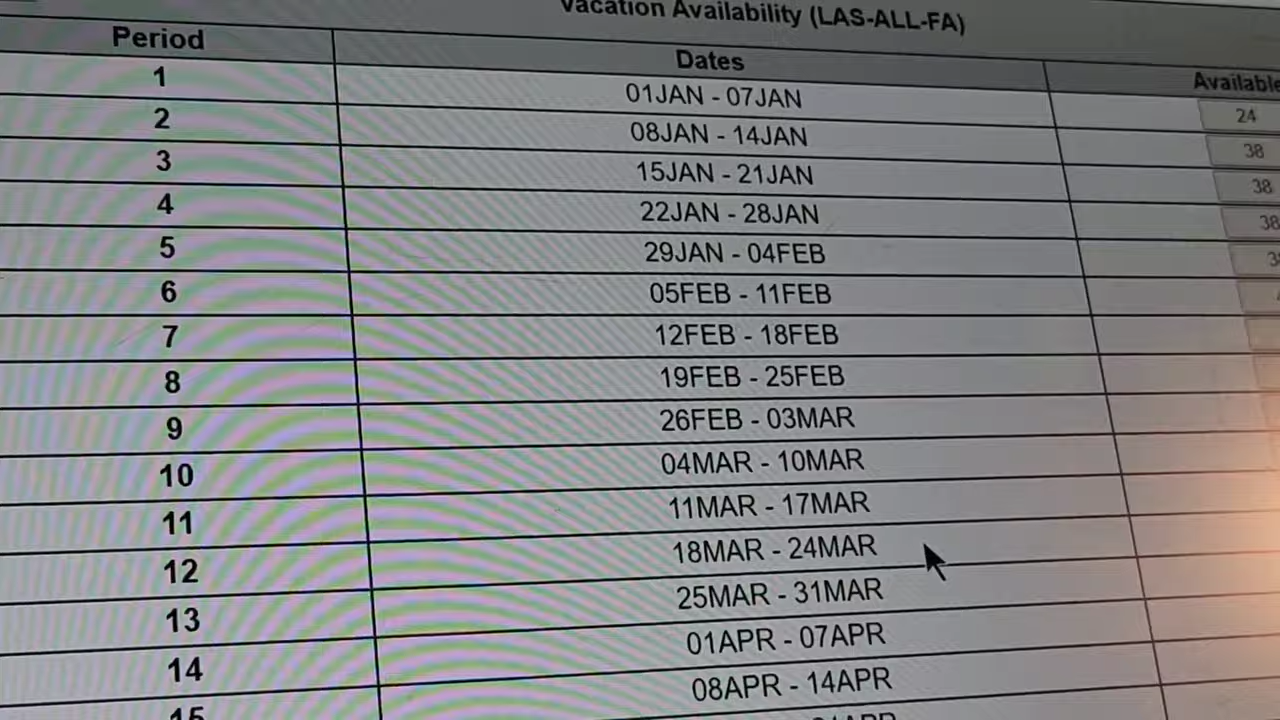 Vacation Availability (LAS-ALL-FA)
Period Dates Available
1 01JAN - 07JAN 24
2 08JAN - 14JAN 38
3 15JAN - 21JAN 38
4 22JAN - 28JAN 38
5 29JAN - 04FEB
6 05FEB - 11FEB
7 12FEB - 18FEB
8 19FEB - 25FEB
9 26FEB - 03MAR
10 04MAR - 10MAR
11 11MAR - 17MAR
12 18MAR - 24MAR
13 25MAR - 31MAR
14 01APR - 07APR
15 08APR - 14APR